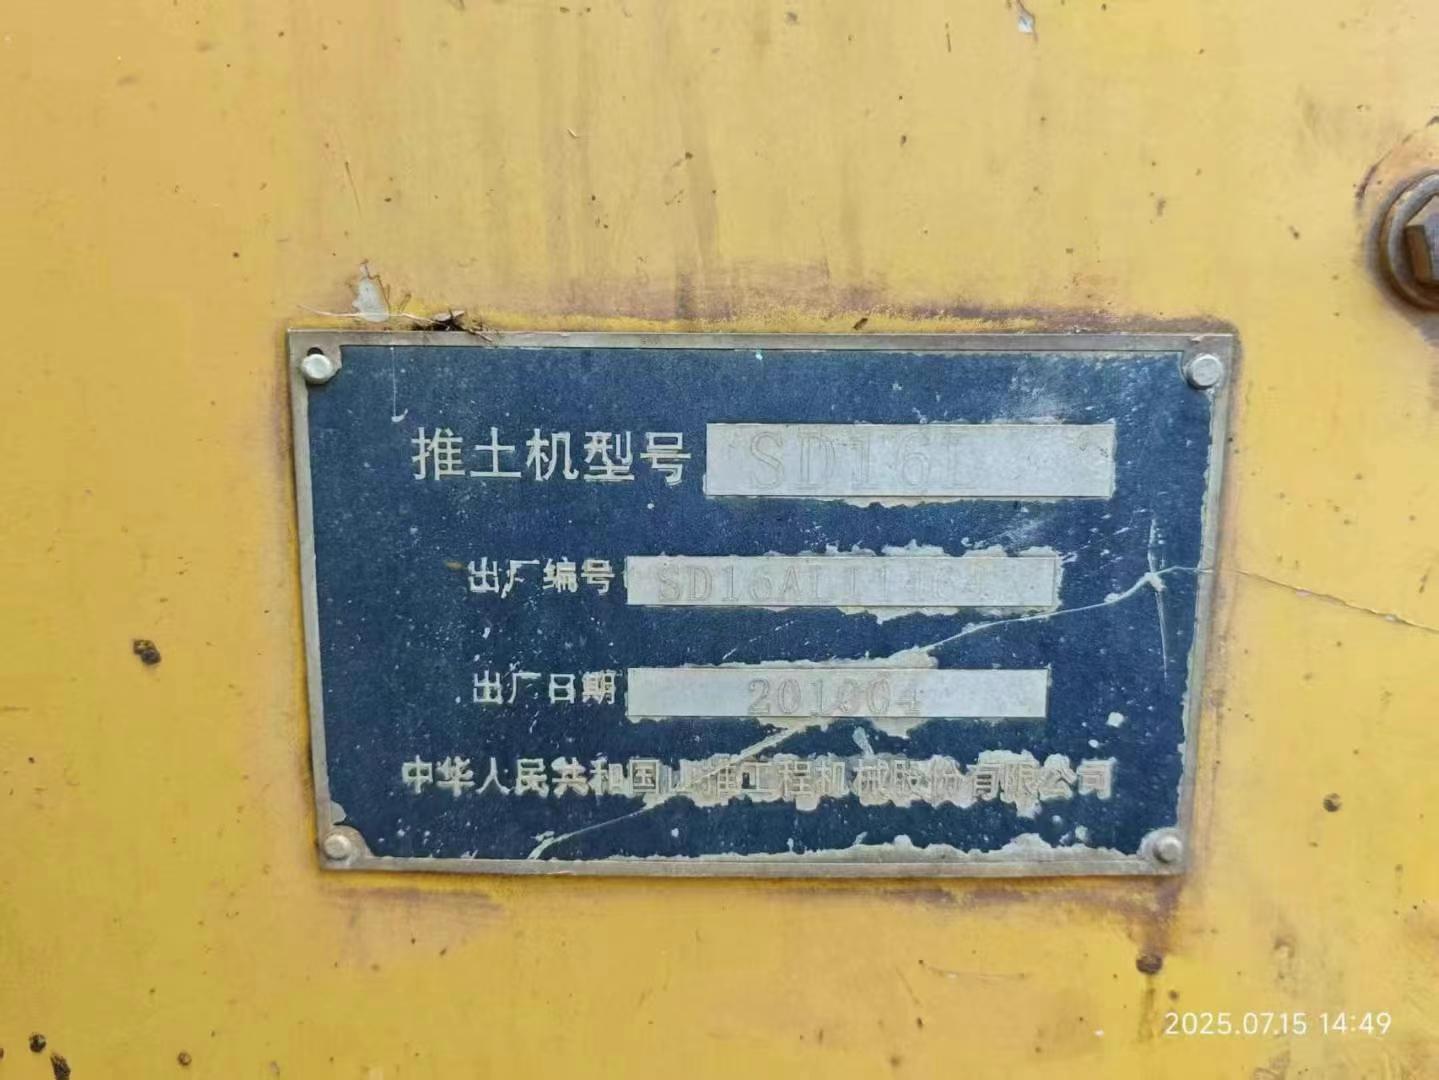 推土机型号 SD16L
出厂编号
出厂日期 201004
中华人民共和国山推工程机械股份有限公司
2025.07.15 14:49